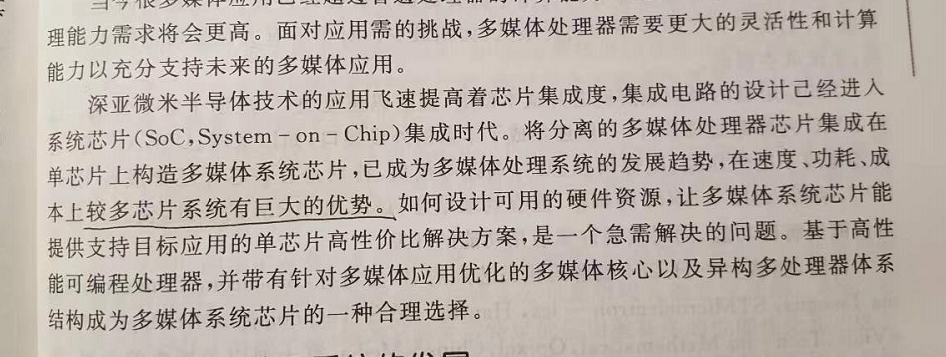 理能力需求将会更高。面对应用需的挑战,多媒体处理器需要更大的灵活性和计算
能力以充分支持未来的多媒体应用。
深亚微米半导体技术的应用飞速提高着芯片集成度,集成电路的设计己经进入
系统芯片(SoC,System-on-Chip)集成时代。将分离的多媒体处理器芯片集成在
单芯片上构造多媒体系统芯片,已成为多媒体处理系统的发展趋势,在速度、功耗、成
本上较多芯片系统有巨大的优势。如何设计可用的硬件资源,让多媒体系统芯片能
提供支持目标应用的单芯片高性价比解决方案,是一个急需解决的问题。基于高性
能可编程处理器,并带有针对多媒体应用优化的多媒体核心以及异构多处理器体系
结构成为多媒体系统芯片的一种合理选择。